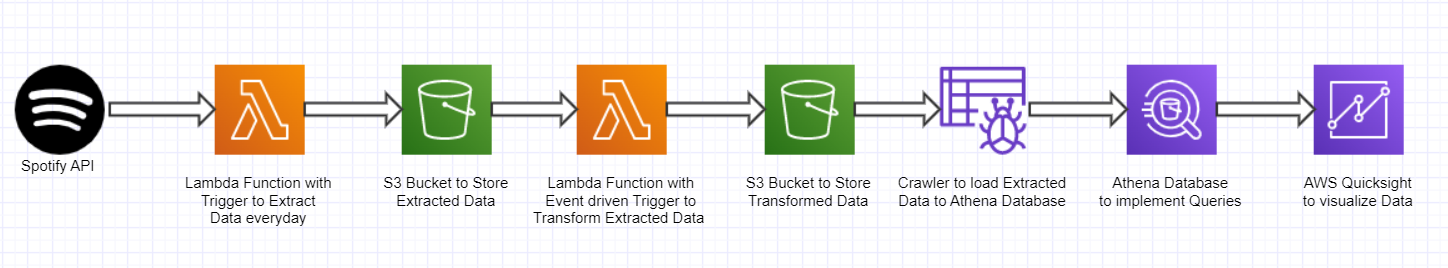 Spotify API
Lambda Function with
Trigger to Extract
Data everyday
S3 Bucket to Store
Extracted Data
Lambda Function with
Event driven Trigger to
Transform Extracted Data
S3 Bucket to Store
Transformed Data
Crawler to load Extracted
Data to Athena Database
Athena Database
to implement Queries
AWS Quicksight
to visualize Data